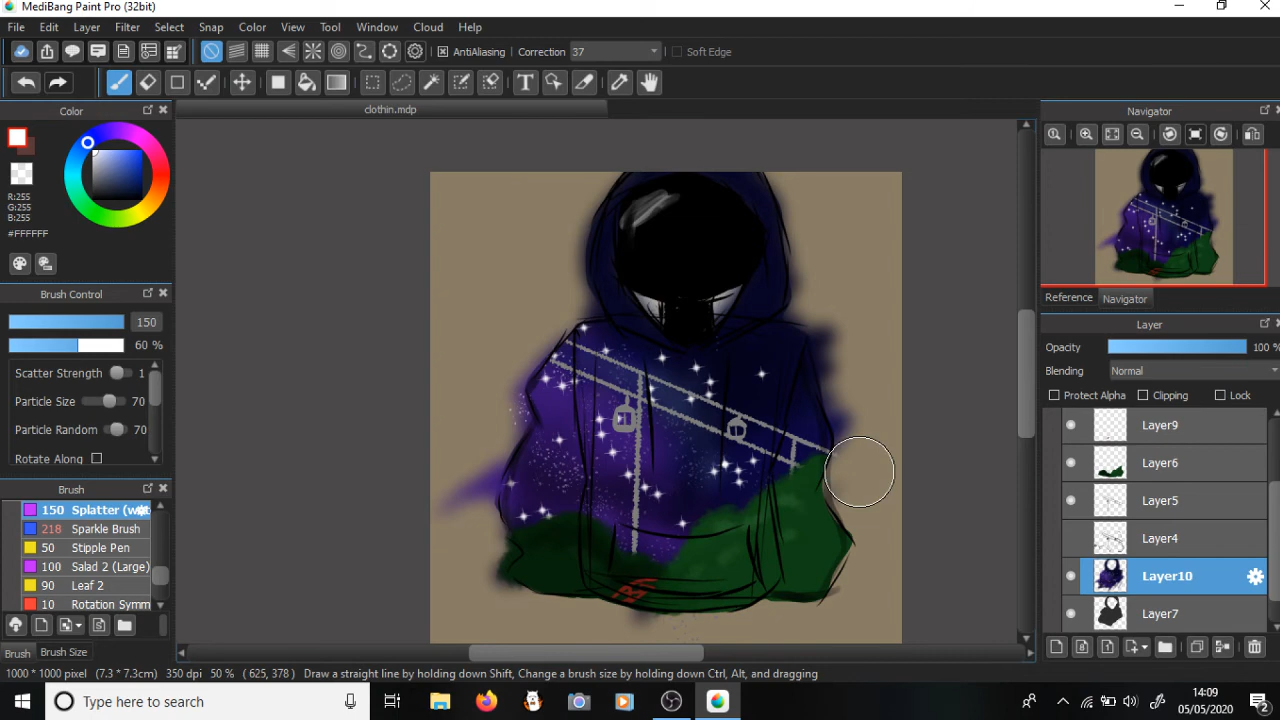 MediBang Paint Pro (32bit)
File Edit Layer Filter Select Snap Color View Tool Window Cloud Help
AntiAliasing Correction 37 Soft Edge
T
Color
clothin.mdp
Navigator
R:255
G:255
B:255
#FFFFFF
Brush Control
150
60 %
Scatter Strength 1
Particle Size 70
Particle Random 70
Rotate Along
Brush
150 Splatter (w
218 Sparkle Brush
50 Stipple Pen
100 Salad 2 (Large)
90 Leaf 2
10 Rotation Symm
Brush Brush Size
Reference Navigator
Layer
Opacity 100 %
Blending Normal
Protect Alpha Clipping Lock
Layer9
Layer6
Layer5
Layer4
Layer10
Layer7
1000 * 1000 pixel (7.3 * 7.3cm) 350 dpi 50 % ( 625, 378 ) Draw a straight line by holding down Shift, Change a brush size by holding down Ctrl, Alt, and dragging
Type here to search
14:09
05/05/2020
2